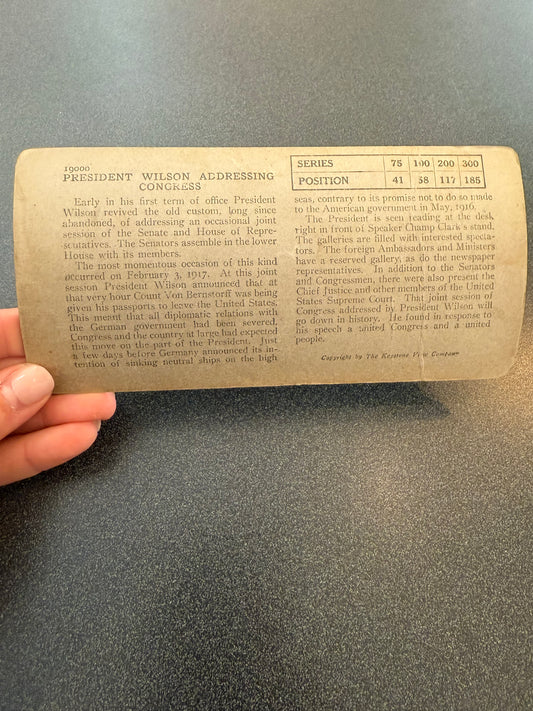 19000
PRESIDENT WILSON ADDRESSING
CONGRESS
Early in his first term of office President
Wilson revived the old custom, long since
abandoned, of addressing an occasional joint
session of the Senate and House of Repre-
sentatives. The Senators assemble in the lower
House with its members.
The most momentous occasion of this kind
occurred on February 3, 1917. At this joint
session President Wilson announced that at
that very hour Count Von Bernstorff was being
given his passports to leave the United States.
This meant that all diplomatic relations with
the German government had been severed.
Congress and the country at large had expected
this move on the part of the President. Just
a few days before Germany announced its in-
tention of sinking neutral ships on the high
SERIES 75 100 200 300
POSITION 41 58 117 185
seas, contrary to its promise not to do so made
to the American government in May, 1916.
The President is seen reading at the desk
right in front of Speaker Champ Clark's stand.
The galleries are filled with interested specta-
tors. The foreign Ambassadors and Ministers
have a reserved gallery, as do the newspaper
representatives. In addition to the Senators
and Congressmen, there were also present the
Chief Justice and other members of the United
States Supreme Court. That joint session of
Congress addressed by President Wilson will
go down in history. He found in response to
his speech a united Congress and a united
people.
Copyright by The Keystone View Company